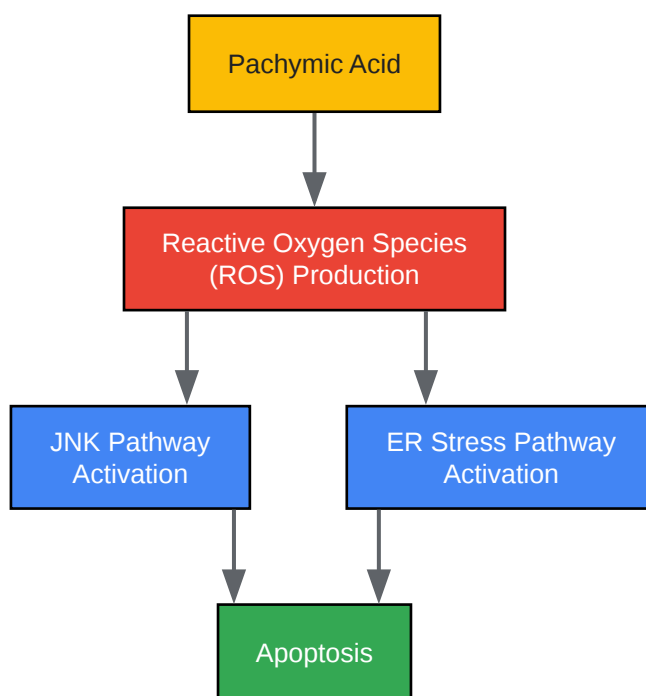 Pachymic Acid
Reactive Oxygen Species
(ROS) Production
JNK Pathway
Activation
ER Stress Pathway
Activation
Apoptosis